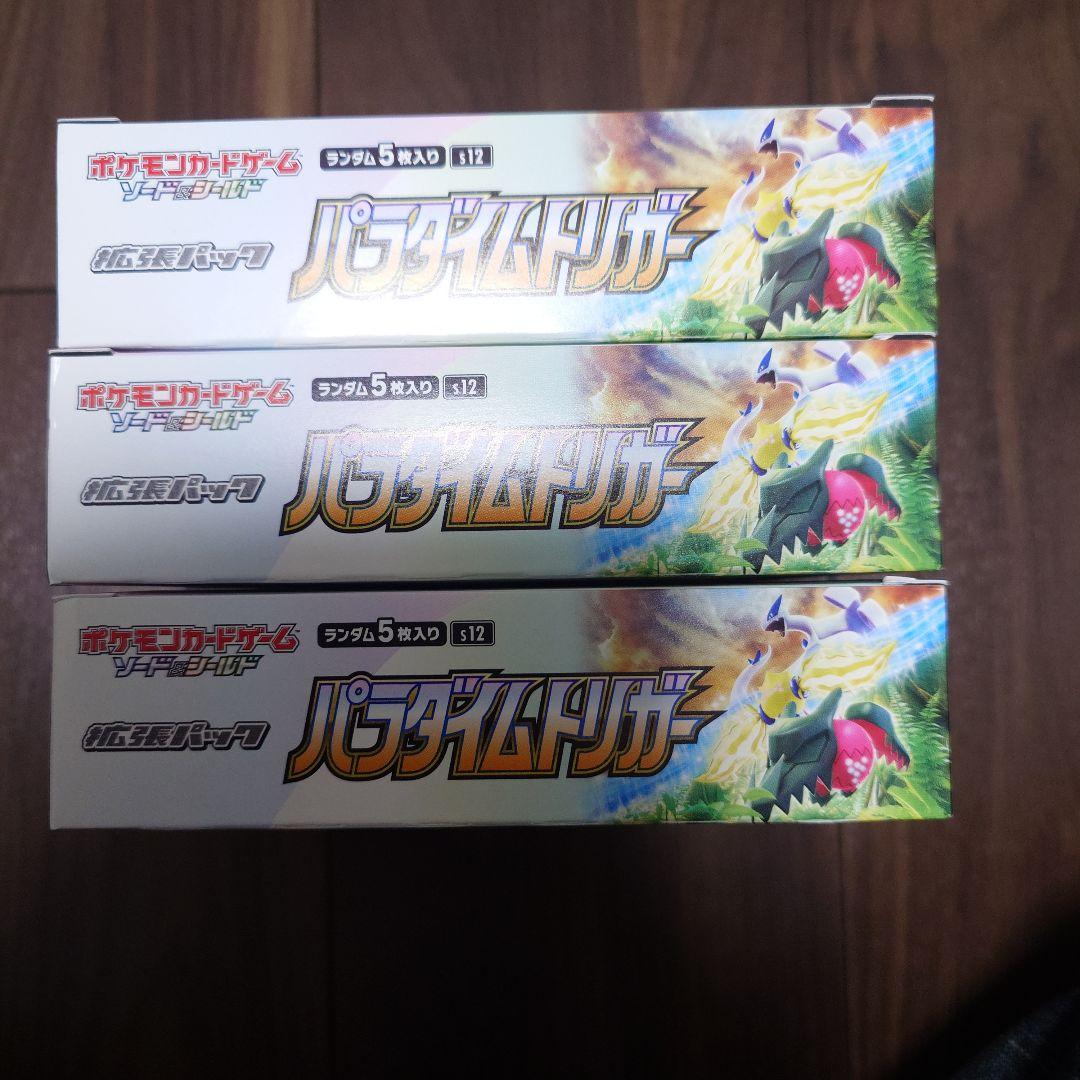 ポケモンカードゲーム
ソード&シールド
ランダム5枚入り s12
拡張パック
パラダイムトリガー
ポケモンカードゲーム
ソード&シールド
ランダム5枚入り s12
拡張パック
パラダイムトリガー
ポケモンカードゲーム
ソード&シールド
ランダム5枚入り s12
拡張パック
パラダイムトリガー